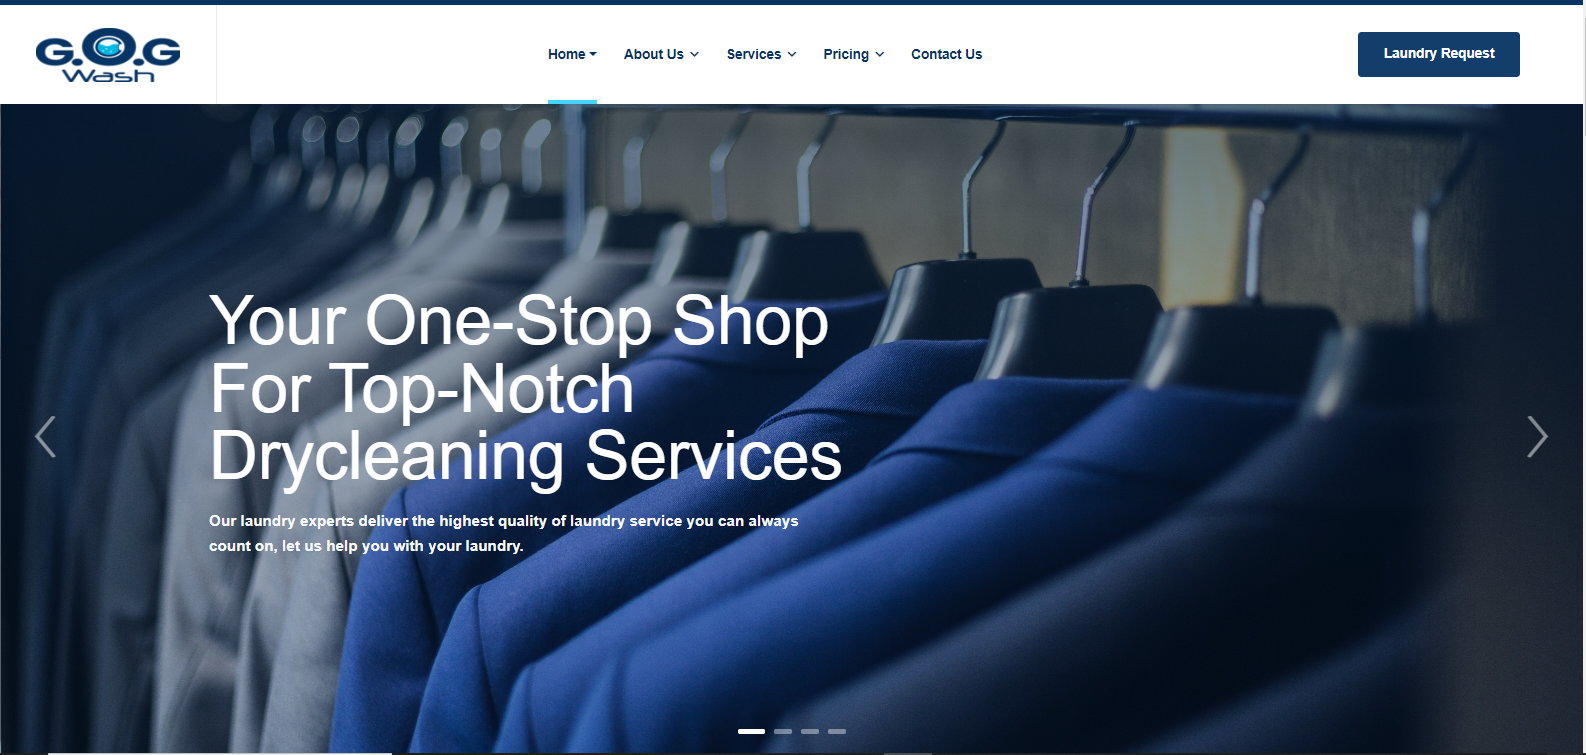 G.O.G
Wash
Home
About Us
Services
Pricing
Contact Us
Laundry Request
Your One-Stop Shop
For Top-Notch
Drycleaning Services
Our laundry experts deliver the highest quality of laundry service you can always
count on, let us help you with your laundry.